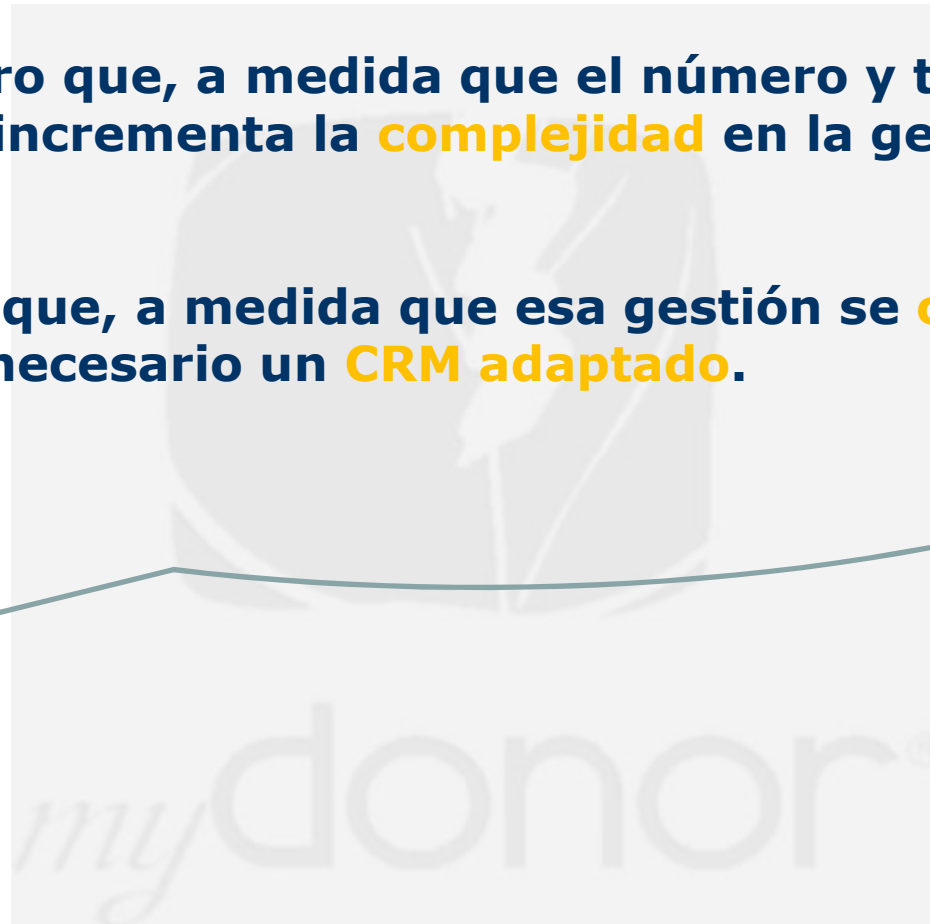 ro que, a medida que el número y t
incrementa la complejidad en la ge
que, a medida que esa gestión se
necesario un CRM adaptado.
mydonor®